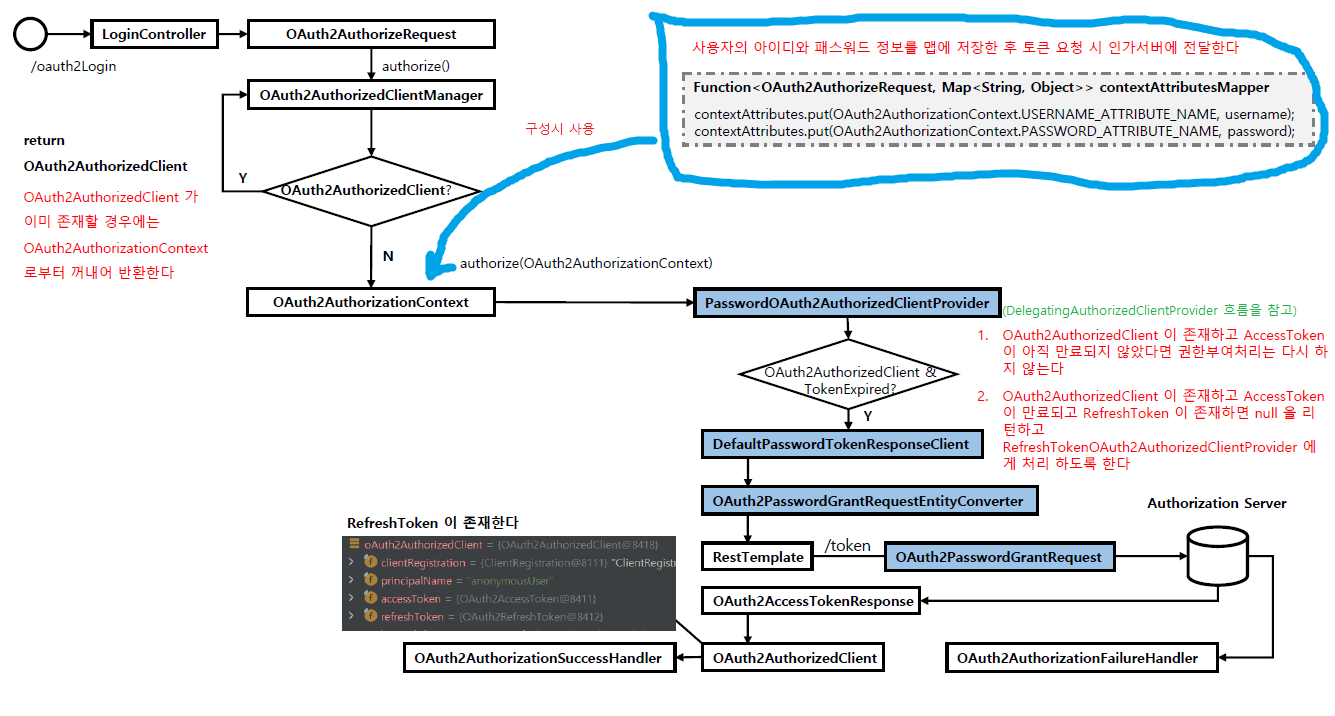 LoginController
OAuth2AuthorizeRequest
/oauth2Login
authorize()
OAuth2AuthorizedClientManager
사용자의 아이디와 패스워드 정보를 맵에 저장한 후 토큰 요청 시 인가서버에 전달한다
Function<OAuth2AuthorizeRequest, Map<String, Object>> contextAttributesMapper
contextAttributes.put(OAuth2AuthorizationContext.USERNAME_ATTRIBUTE_NAME, username);
contextAttributes.put(OAuth2AuthorizationContext.PASSWORD_ATTRIBUTE_NAME, password);
구성시 사용
return
OAuth2AuthorizedClient
OAuth2AuthorizedClient 가
이미 존재할 경우에는
OAuth2AuthorizationContext
로부터 꺼내어 반환한다
Y
OAuth2AuthorizedClient?
N
authorize(OAuth2AuthorizationContext)
OAuth2AuthorizationContext
PasswordOAuth2AuthorizedClientProvider
(DelegatingAuthorizedClientProvider 흐름을 참고)
1. OAuth2AuthorizedClient 이 존재하고 AccessToken
이 아직 만료되지 않았다면 권한부여처리는 다시 하
지 않는다
2. OAuth2AuthorizedClient 이 존재하고 AccessToken
이 만료되고 RefreshToken 이 존재하면 null 을 리
턴하고
RefreshTokenOAuth2AuthorizedClientProvider 에
게 처리 하도록 한다
OAuth2AuthorizedClient &
TokenExpired?
Y
DefaultPasswordTokenResponseClient
OAuth2PasswordGrantRequestEntityConverter
Authorization Server
RestTemplate
/token
OAuth2PasswordGrantRequest
RefreshToken 이 존재한다
oAuth2AuthorizedClient = {OAuth2AuthorizedClient@8418}
clientRegistration = {ClientRegistration@8111} "ClientRegistr
principalName = "anonymousUser"
accessToken = {OAuth2AccessToken@8411}
refreshToken = {OAuth2RefreshToken@8412}
OAuth2AccessTokenResponse
OAuth2AuthorizationSuccessHandler
OAuth2AuthorizedClient
OAuth2AuthorizationFailureHandler